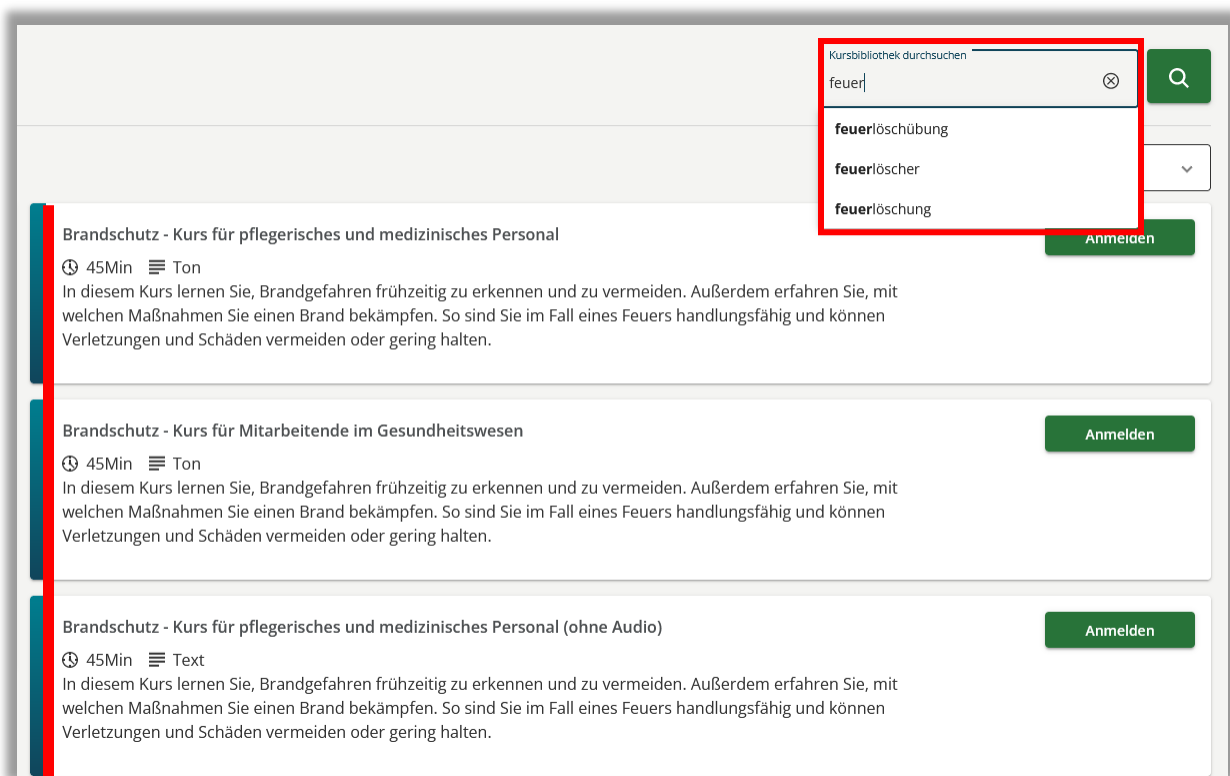 Kursbibliothek durchsuchen
feuer
feuerlöschübung
feuerlöscher
feuerlöschung
Brandschutz - Kurs für pflegerisches und medizinisches Personal
Anmelden
45Min Ton
In diesem Kurs lernen Sie, Brandgefahren frühzeitig zu erkennen und zu vermeiden. Außerdem erfahren Sie, mit
welchen Maßnahmen Sie einen Brand bekämpfen. So sind Sie im Fall eines Feuers handlungsfähig und können
Verletzungen und Schäden vermeiden oder gering halten.
Brandschutz - Kurs für Mitarbeitende im Gesundheitswesen
Anmelden
45Min Ton
In diesem Kurs lernen Sie, Brandgefahren frühzeitig zu erkennen und zu vermeiden. Außerdem erfahren Sie, mit
welchen Maßnahmen Sie einen Brand bekämpfen. So sind Sie im Fall eines Feuers handlungsfähig und können
Verletzungen und Schäden vermeiden oder gering halten.
Brandschutz - Kurs für pflegerisches und medizinisches Personal (ohne Audio)
Anmelden
45Min Text
In diesem Kurs lernen Sie, Brandgefahren frühzeitig zu erkennen und zu vermeiden. Außerdem erfahren Sie, mit
welchen Maßnahmen Sie einen Brand bekämpfen. So sind Sie im Fall eines Feuers handlungsfähig und können
Verletzungen und Schäden vermeiden oder gering halten.